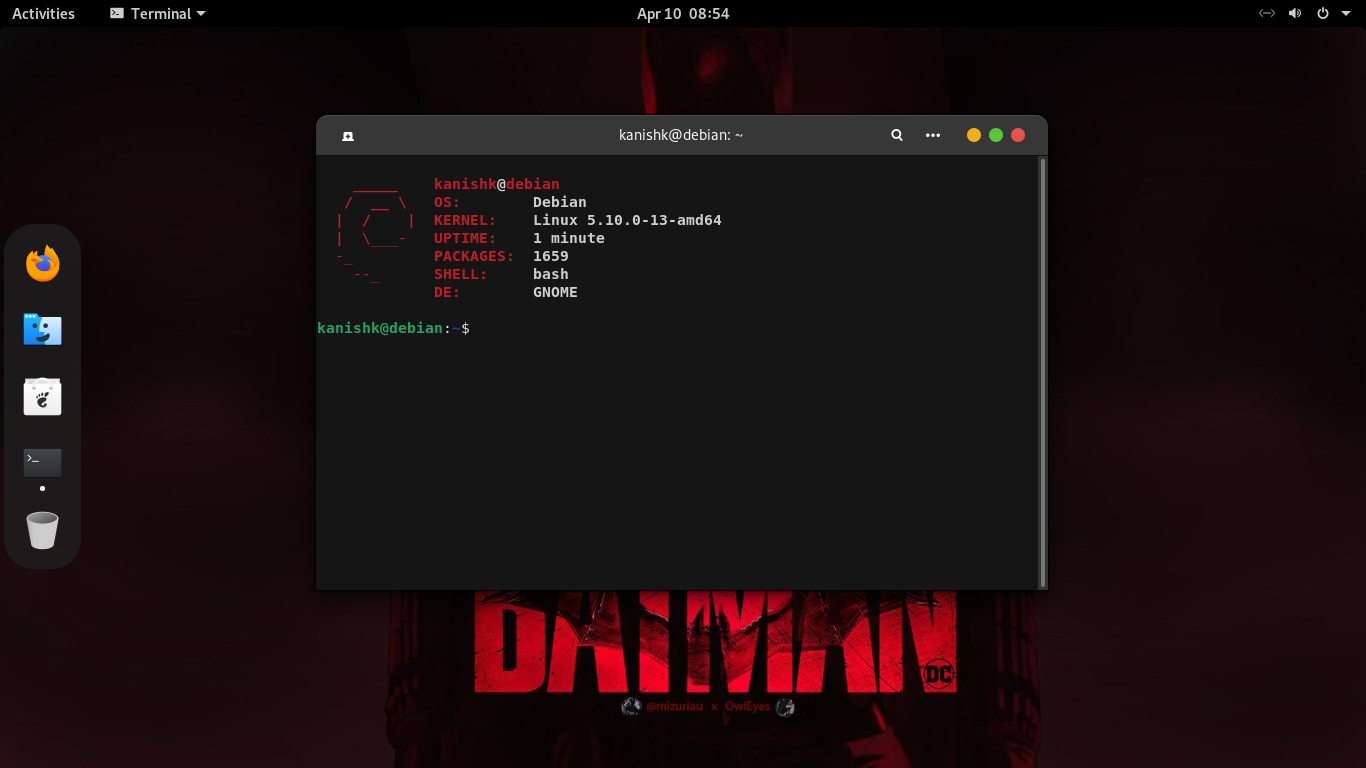 Activities
Terminal
Apr 10 08:54
kanishk@debian: ~
kanishk@debian
OS: Debian
KERNEL: Linux 5.10.0-13-amd64
UPTIME: 1 minute
PACKAGES: 1659
SHELL: bash
DE: GNOME
kanishk@debian:~$
BATMAN
DC
@mizuriau x OwlEyes